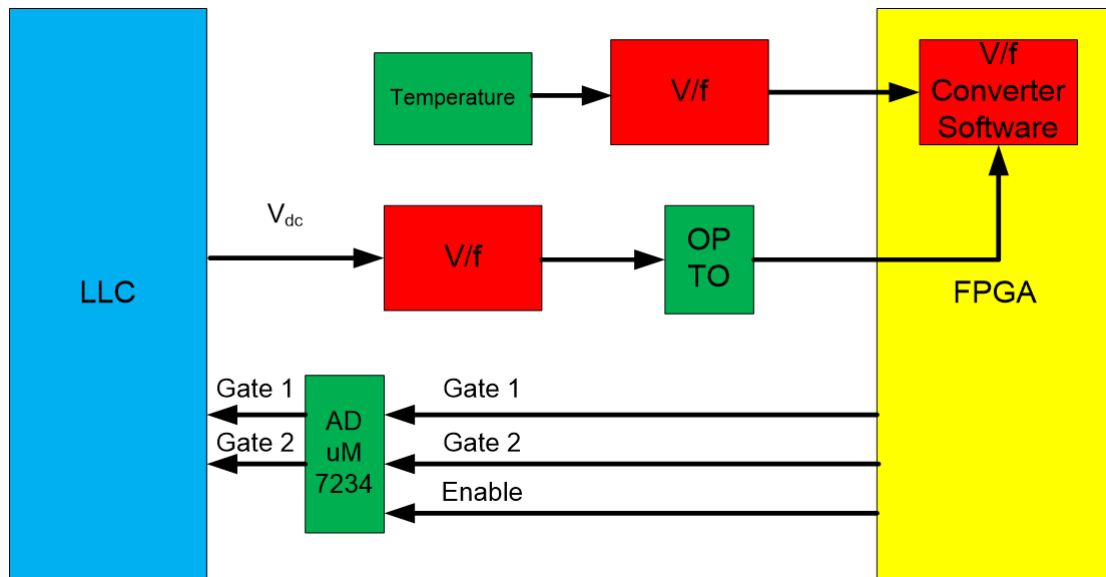 Temperature
V/f
V/f
Converter
Software
Vdc
V/f
OP
TO
LLC
FPGA
Gate 1
Gate 1
Gate 2
Gate 2
Enable
AD
uM
7234